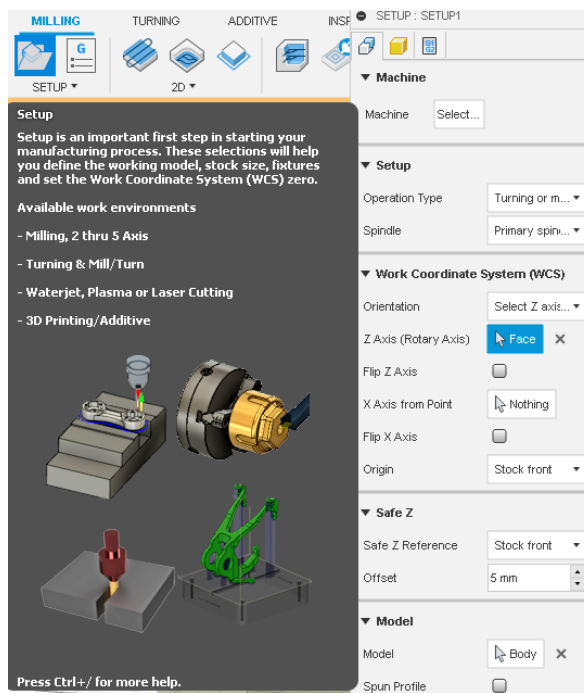 MILLING TURNING ADDITIVE INSP
SETUP ▾ 2D ▾
G
Setup
Setup is an important first step in starting your
manufacturing process. These selections will help
you define the working model, stock size, fixtures
and set the Work Coordinate System (WCS) zero.
Available work environments
- Milling, 2 thru 5 Axis
- Turning & Mill/Turn
- Waterjet, Plasma or Laser Cutting
- 3D Printing/Additive
Press Ctrl+/ for more help.
SETUP : SETUP1
G1
G2
Machine
Machine Select...
Setup
Operation Type Turning or m...
Spindle Primary spin...
Work Coordinate System (WCS)
Orientation Select Z axis...
Z Axis (Rotary Axis) Face
Flip Z Axis
X Axis from Point Nothing
Flip X Axis
Origin Stock front
Safe Z
Safe Z Reference Stock front
Offset 5 mm
Model
Model Body
Spun Profile